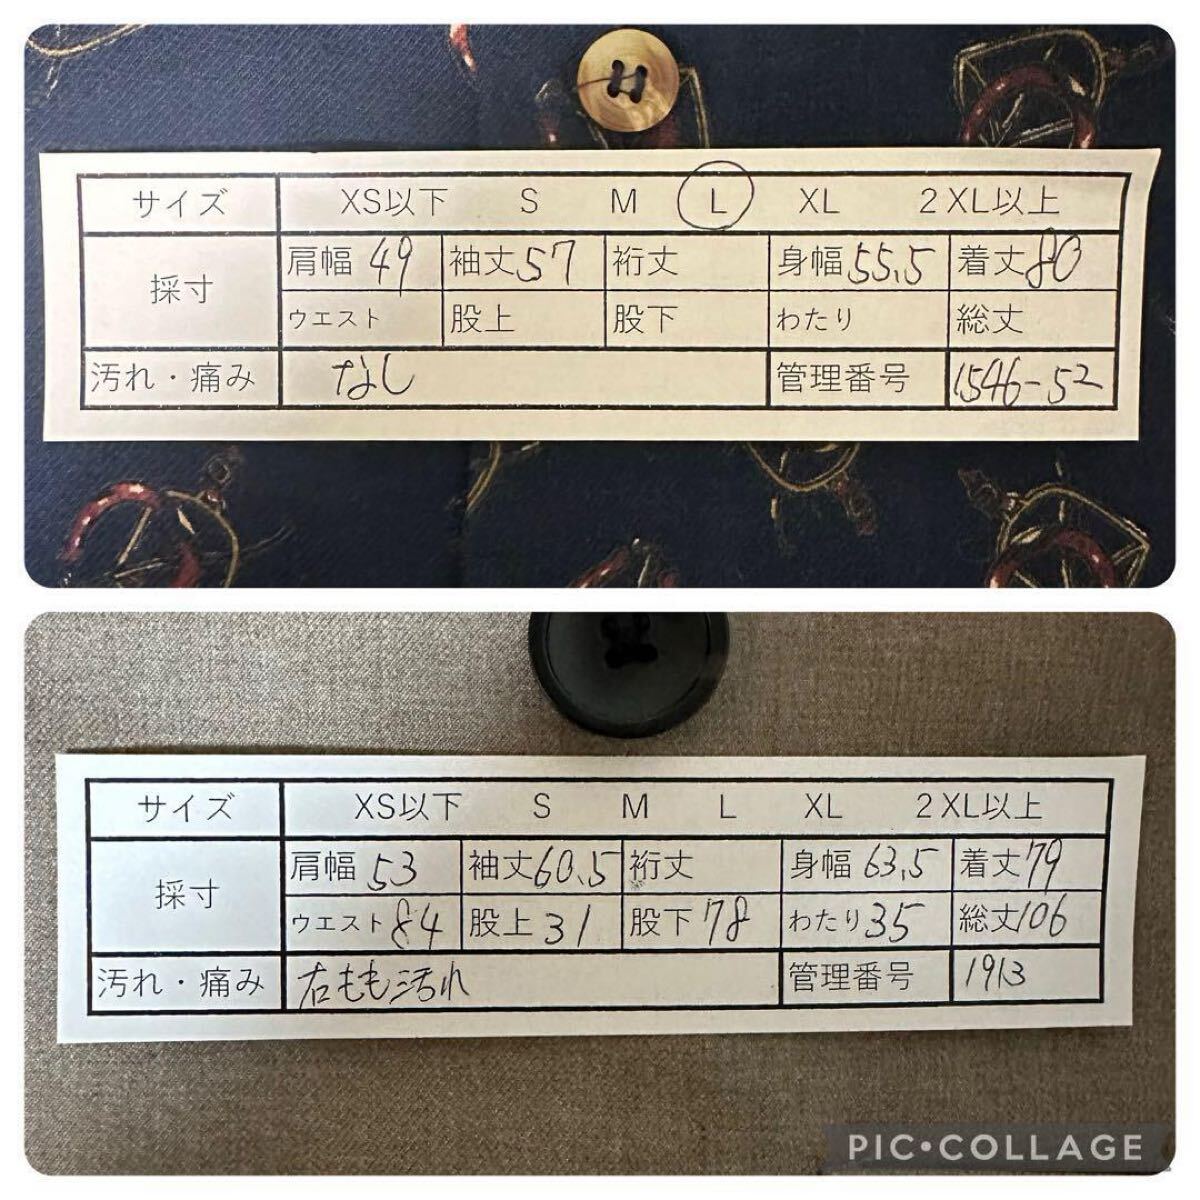 サイズ XS以下 S M L XL 2XL以上
採寸 肩幅 49 袖丈 57 裄丈 身幅 55.5 着丈 80
ウエスト 股上 股下 わたり 総丈
汚れ・痛み なし 管理番号 1546-52
サイズ XS以下 S M L XL 2XL以上
採寸 肩幅 53 袖丈 60.5 裄丈 身幅 63.5 着丈 79
ウエスト 84 股上 31 股下 78 わたり 35 総丈 106
汚れ・痛み 右もも汚れ 管理番号 1913
PIC•COLLAGE